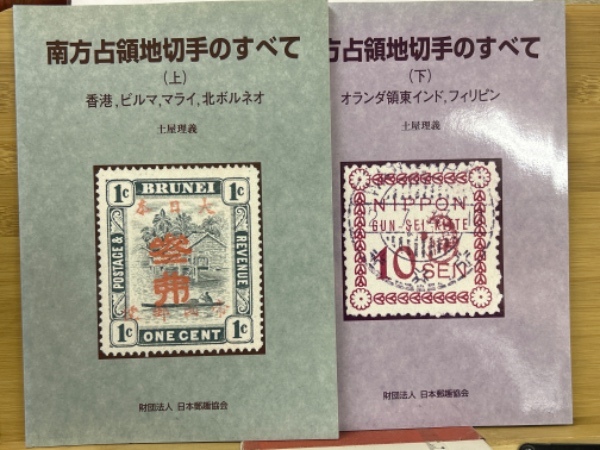 南方占領地切手のすべて
(上)
香港,ビルマ,マライ,北ボルネオ
土屋理義
1c BRUNEI 1c
大日本
POSTAGE &
REVENUE
1c ONE CENT 1c
財団法人 日本郵趣協会
方占領地切手のすべて
(下)
オランダ領東インド,フィリピン
土屋理義
NIPPON
GUN-SEI-KITTE
10 SEN
財団法人 日本郵趣協会